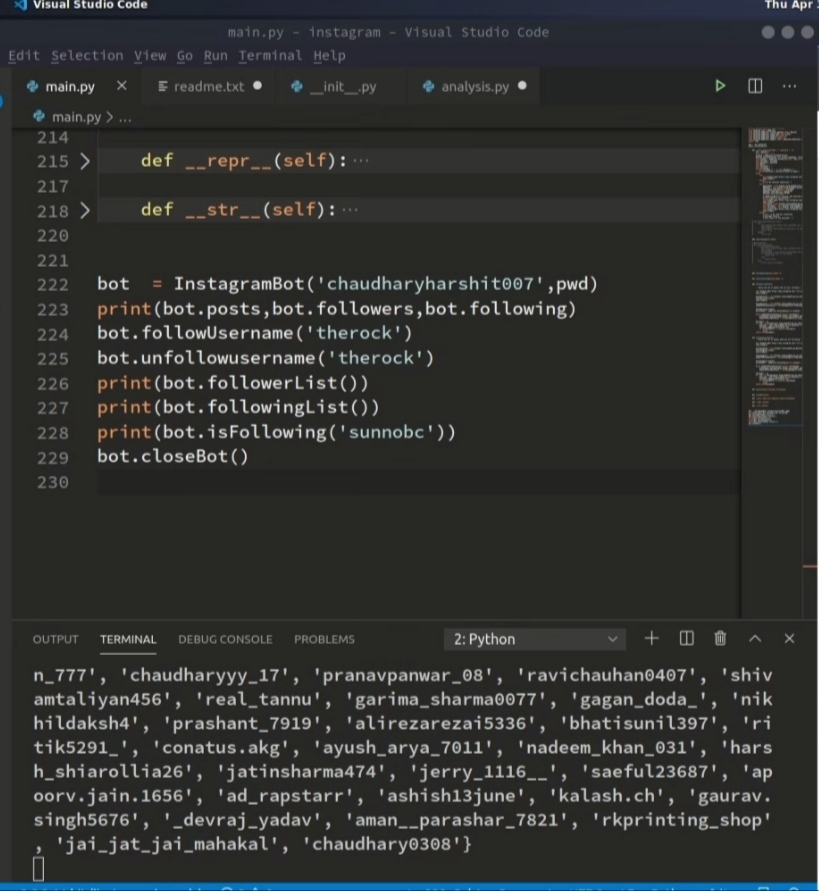 Visual Studio Code
Thu Apr
main.py - instagram - Visual Studio Code
Edit Selection View Go Run Terminal Help
main.py readme.txt __init__.py analysis.py
main.py > ...
214
215 def __repr__(self): ...
217
218 def __str__(self): ...
220
221
222 bot = InstagramBot('chaudharyharshit007',pwd)
223 print(bot.posts,bot.followers,bot.following)
224 bot.followUsername('therock')
225 bot.unfollowusername('therock')
226 print(bot.followerList())
227 print(bot.followingList())
228 print(bot.isFollowing('sunnobc'))
229 bot.closeBot()
230
OUTPUT TERMINAL DEBUG CONSOLE PROBLEMS 2: Python
n_777', 'chaudharyyy_17', 'pranavpanwar_08', 'ravichauhan0407', 'shiv
amtaliyan456', 'real_tannu', 'garima_sharma0077', 'gagan_doda_', 'nik
hildaksh4', 'prashant_7919', 'alirezarezai5336', 'bhatisunil397', 'ri
tik5291_', 'conatus.akg', 'ayush_arya_7011', 'nadeem_khan_031', 'hars
h_shiarollia26', 'jatinsharma474', 'jerry_1116__', 'saeful23687', 'ap
oorv.jain.1656', 'ad_rapstarr', 'ashish13june', 'kalash.ch', 'gaurav.
singh5676', '_devraj_yadav', 'aman__parashar_7821', 'rkprinting_shop'
, 'jai_jat_jai_mahakal', 'chaudhary0308'}